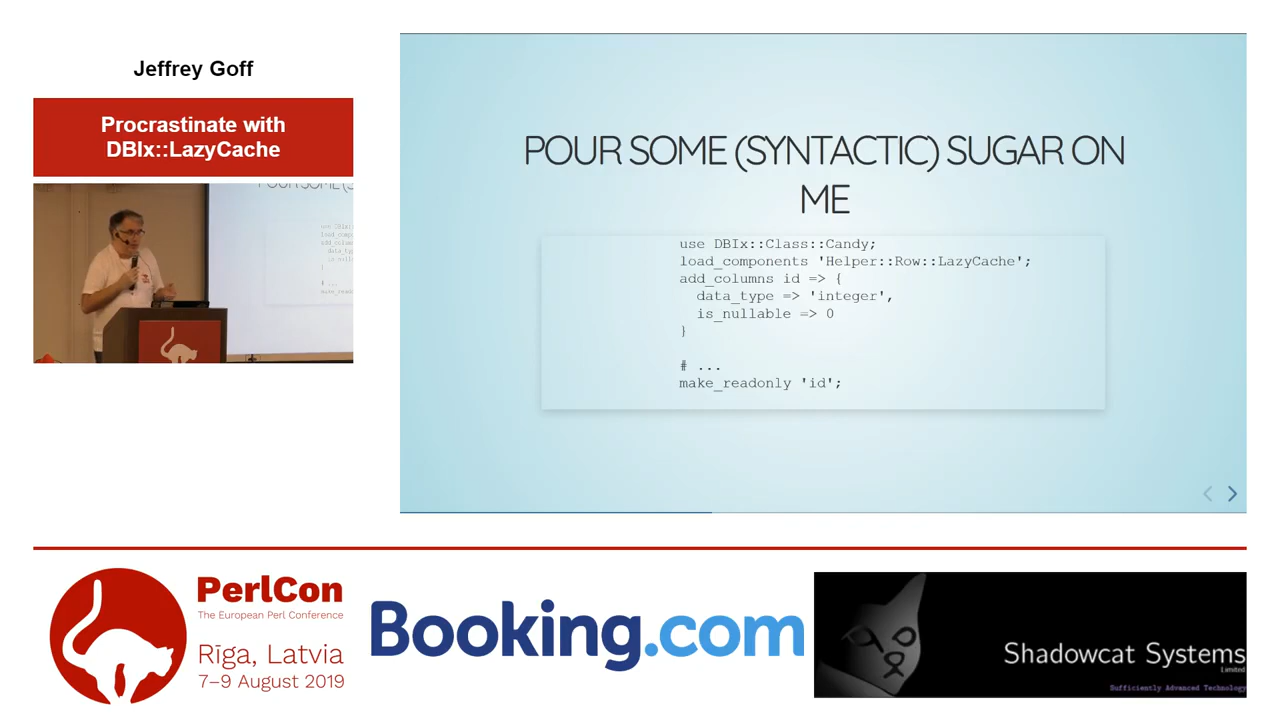 Jeffrey Goff
Procrastinate with
DBIx::LazyCache
POUR SOME (SYNTACTIC) SUGAR ON
ME
use DBIx::Class::Candy;
load_components 'Helper::Row::LazyCache';
add_columns id => {
  data_type => 'integer',
  is_nullable => 0
}
# ...
make_readonly 'id';
PerlCon
The European Perl Conference
Rīga, Latvia
7–9 August 2019
Booking.com
Shadowcat Systems
Limited
Sufficiently Advanced Technology